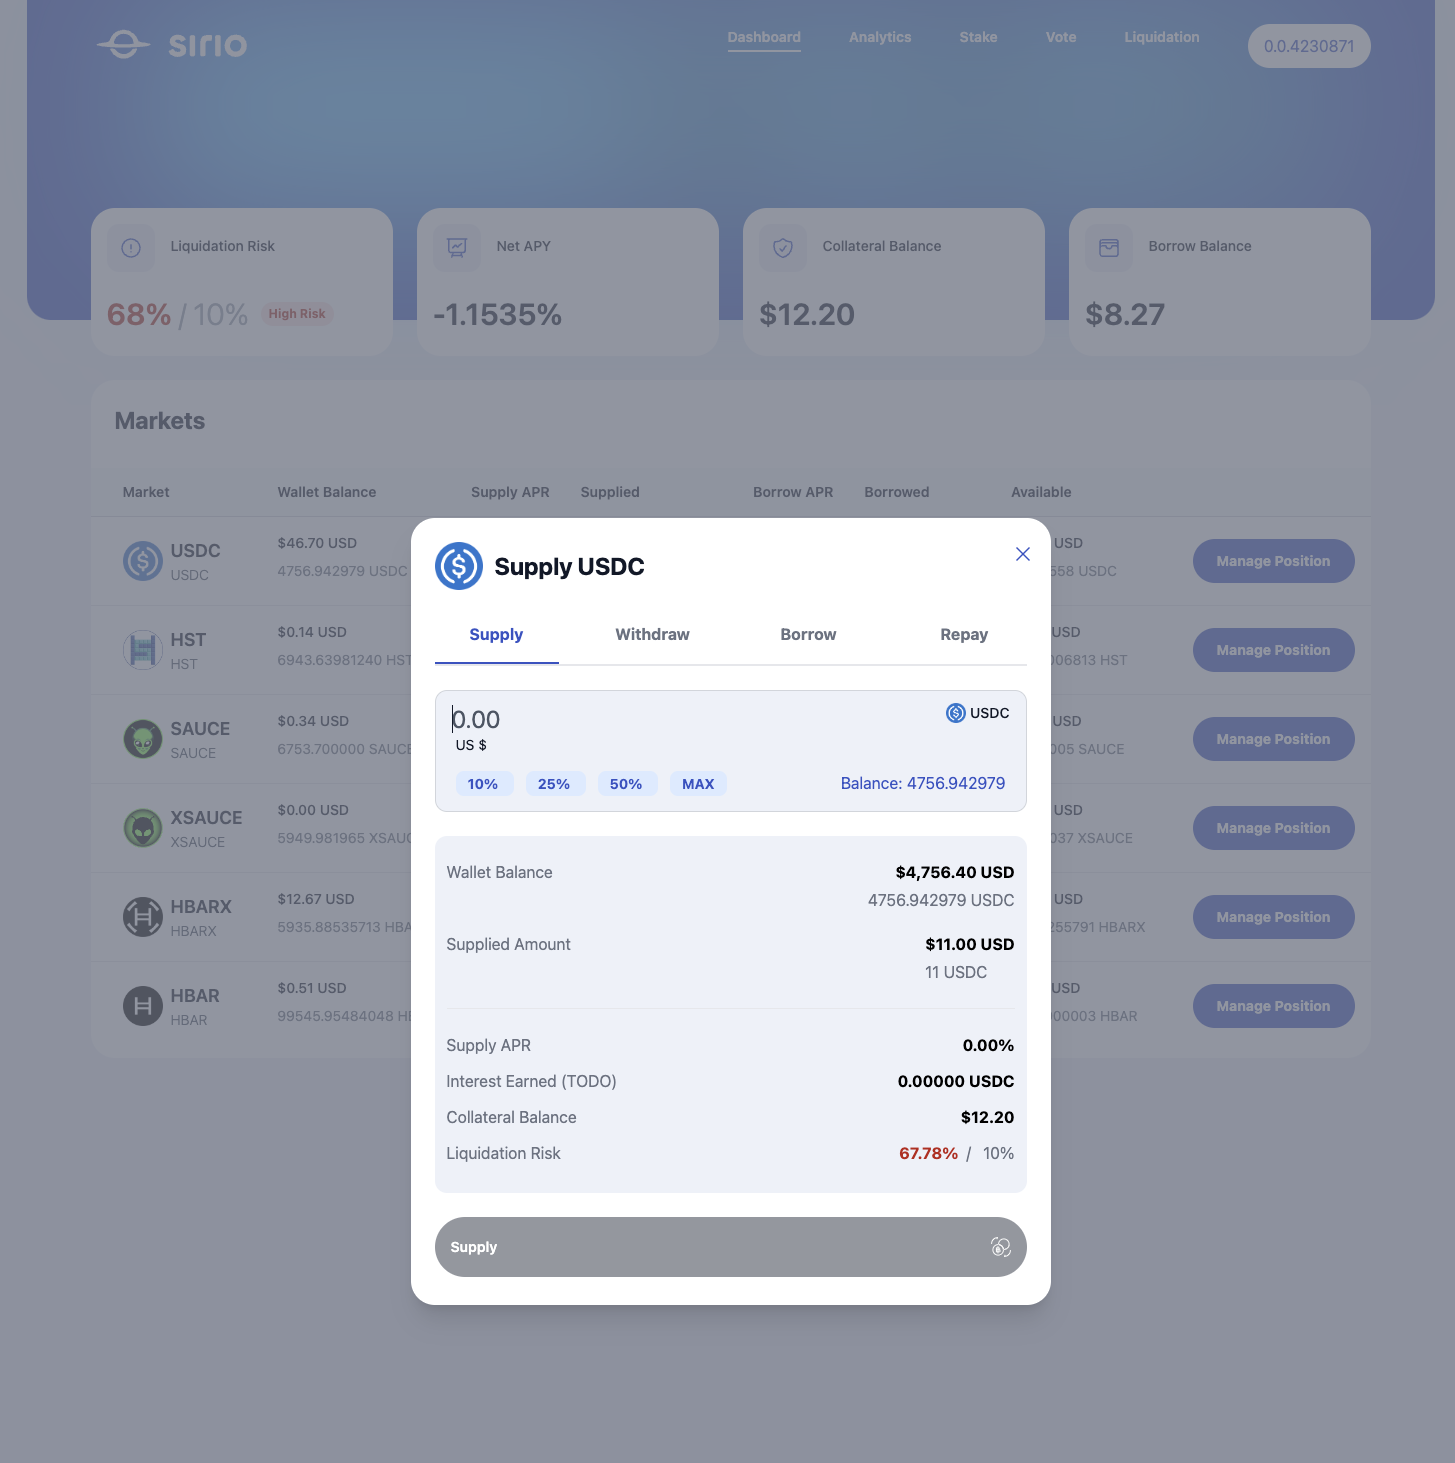 sirio
Dashboard Analytics Stake Vote Liquidation 0.0.4230871
Liquidation Risk
68% / 10% High Risk
Net APY
-1.1535%
Collateral Balance
$12.20
Borrow Balance
$8.27
Markets
Market Wallet Balance Supply APR Supplied Borrow APR Borrowed Available
USDC $46.70 USD USD
USDC 4756.942979 USDC 558 USDC
Manage Position
HST $0.14 USD USD
HST 6943.63981240 HST 006813 HST
Manage Position
SAUCE $0.34 USD USD
SAUCE 6753.700000 SAUCE 005 SAUCE
Manage Position
XSAUCE $0.00 USD USD
XSAUCE 5949.981965 XSAUC 037 XSAUCE
Manage Position
HBARX $12.67 USD USD
HBARX 5935.88535713 HBA 255791 HBARX
Manage Position
HBAR $0.51 USD USD
HBAR 99545.95484048 000003 HBAR
Manage Position
Supply USDC
Supply Withdraw Borrow Repay
0.00 USDC
US $
10% 25% 50% MAX Balance: 4756.942979
Wallet Balance $4,756.40 USD
4756.942979 USDC
Supplied Amount $11.00 USD
11 USDC
Supply APR 0.00%
Interest Earned (TODO) 0.00000 USDC
Collateral Balance $12.20
Liquidation Risk 67.78% / 10%
Supply